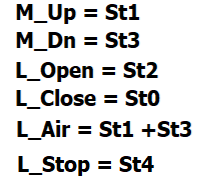 M_Up = St1
M_Dn = St3
L_Open = St2
L_Close = St0
L_Air = St1 +St3
L_Stop = St4